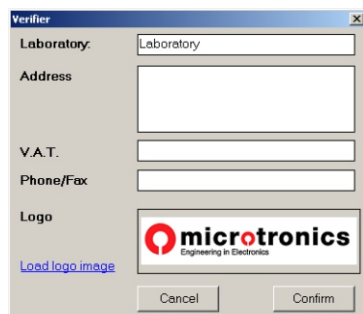 Verifier
Laboratory: Laboratory
Address
V.A.T.
Phone/Fax
Logo
microtronics
Engineering in Electronics
Load logo image
Cancel Confirm